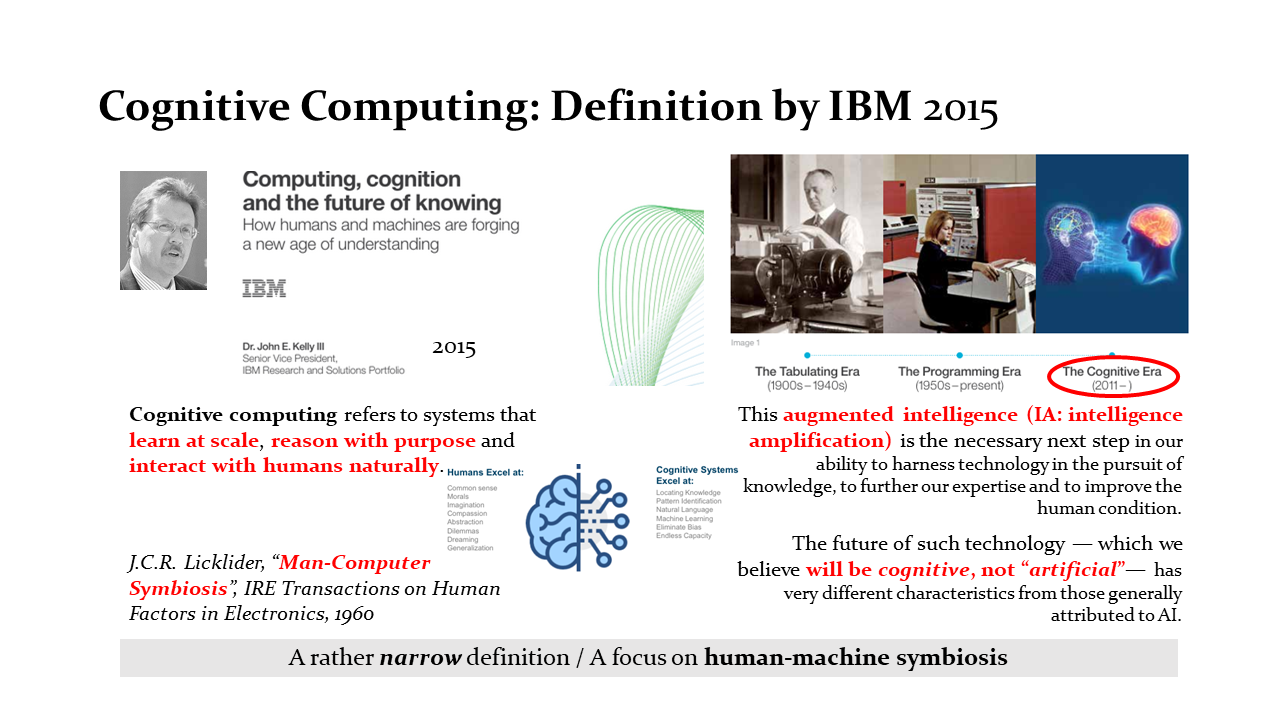 Cognitive Computing: Definition by IBM 2015
Computing, cognition
and the future of knowing
How humans and machines are forging
a new age of understanding
IBM
Dr. John E. Kelly III
Senior Vice President,
IBM Research and Solutions Portfolio
2015
Image 1
The Tabulating Era
(1900s – 1940s)
The Programming Era
(1950s – present)
The Cognitive Era
(2011 – )
Cognitive computing refers to systems that
learn at scale, reason with purpose and
interact with humans naturally.
Humans Excel at:
Common sense
Morals
Imagination
Compassion
Abstraction
Dilemmas
Dreaming
Generalization
Cognitive Systems
Excel at:
Locating Knowledge
Pattern Identification
Natural Language
Machine Learning
Eliminate Bias
Endless Capacity
J.C.R. Licklider, “Man-Computer
Symbiosis”, IRE Transactions on Human
Factors in Electronics, 1960
This augmented intelligence (IA: intelligence
amplification) is the necessary next step in our
ability to harness technology in the pursuit of
knowledge, to further our expertise and to improve the
human condition.
The future of such technology — which we
believe will be cognitive, not “artificial”— has
very different characteristics from those generally
attributed to AI.
A rather narrow definition / A focus on human-machine symbiosis